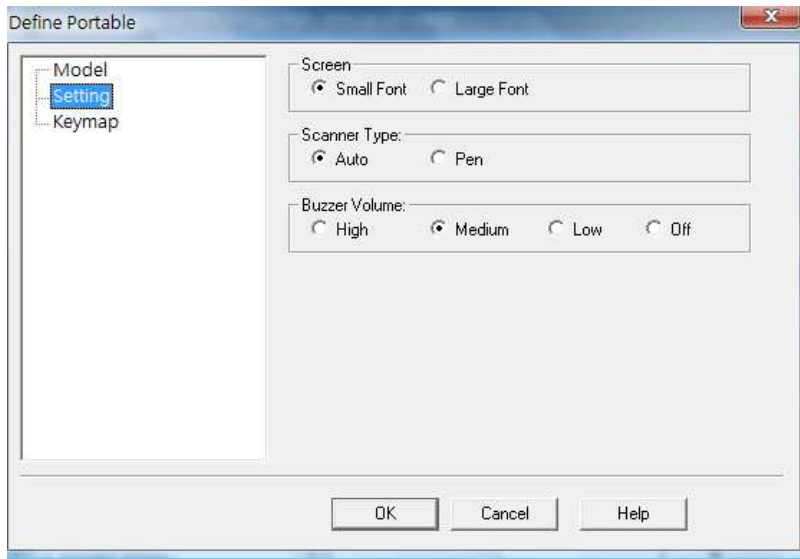 Define Portable
Model
Setting
Keymap
Screen
Small Font Large Font
Scanner Type:
Auto Pen
Buzzer Volume:
High Medium Low Off
OK Cancel Help